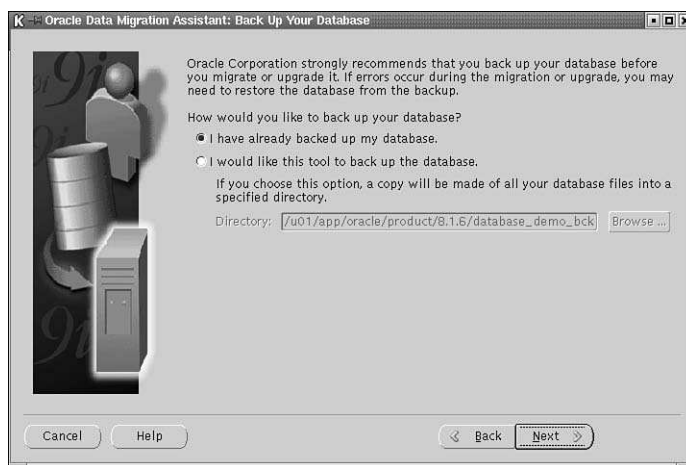 Oracle Data Migration Assistant: Back Up Your Database
Oracle Corporation strongly recommends that you back up your database before
you migrate or upgrade it. If errors occur during the migration or upgrade, you may
need to restore the database from the backup.
How would you like to back up your database?
I have already backed up my database.
I would like this tool to back up the database.
If you choose this option, a copy will be made of all your database files into a
specified directory.
Directory: /u01/app/oracle/product/8.1.6/database_demo_bck Browse ...
9i
9i
Cancel Help Back Next